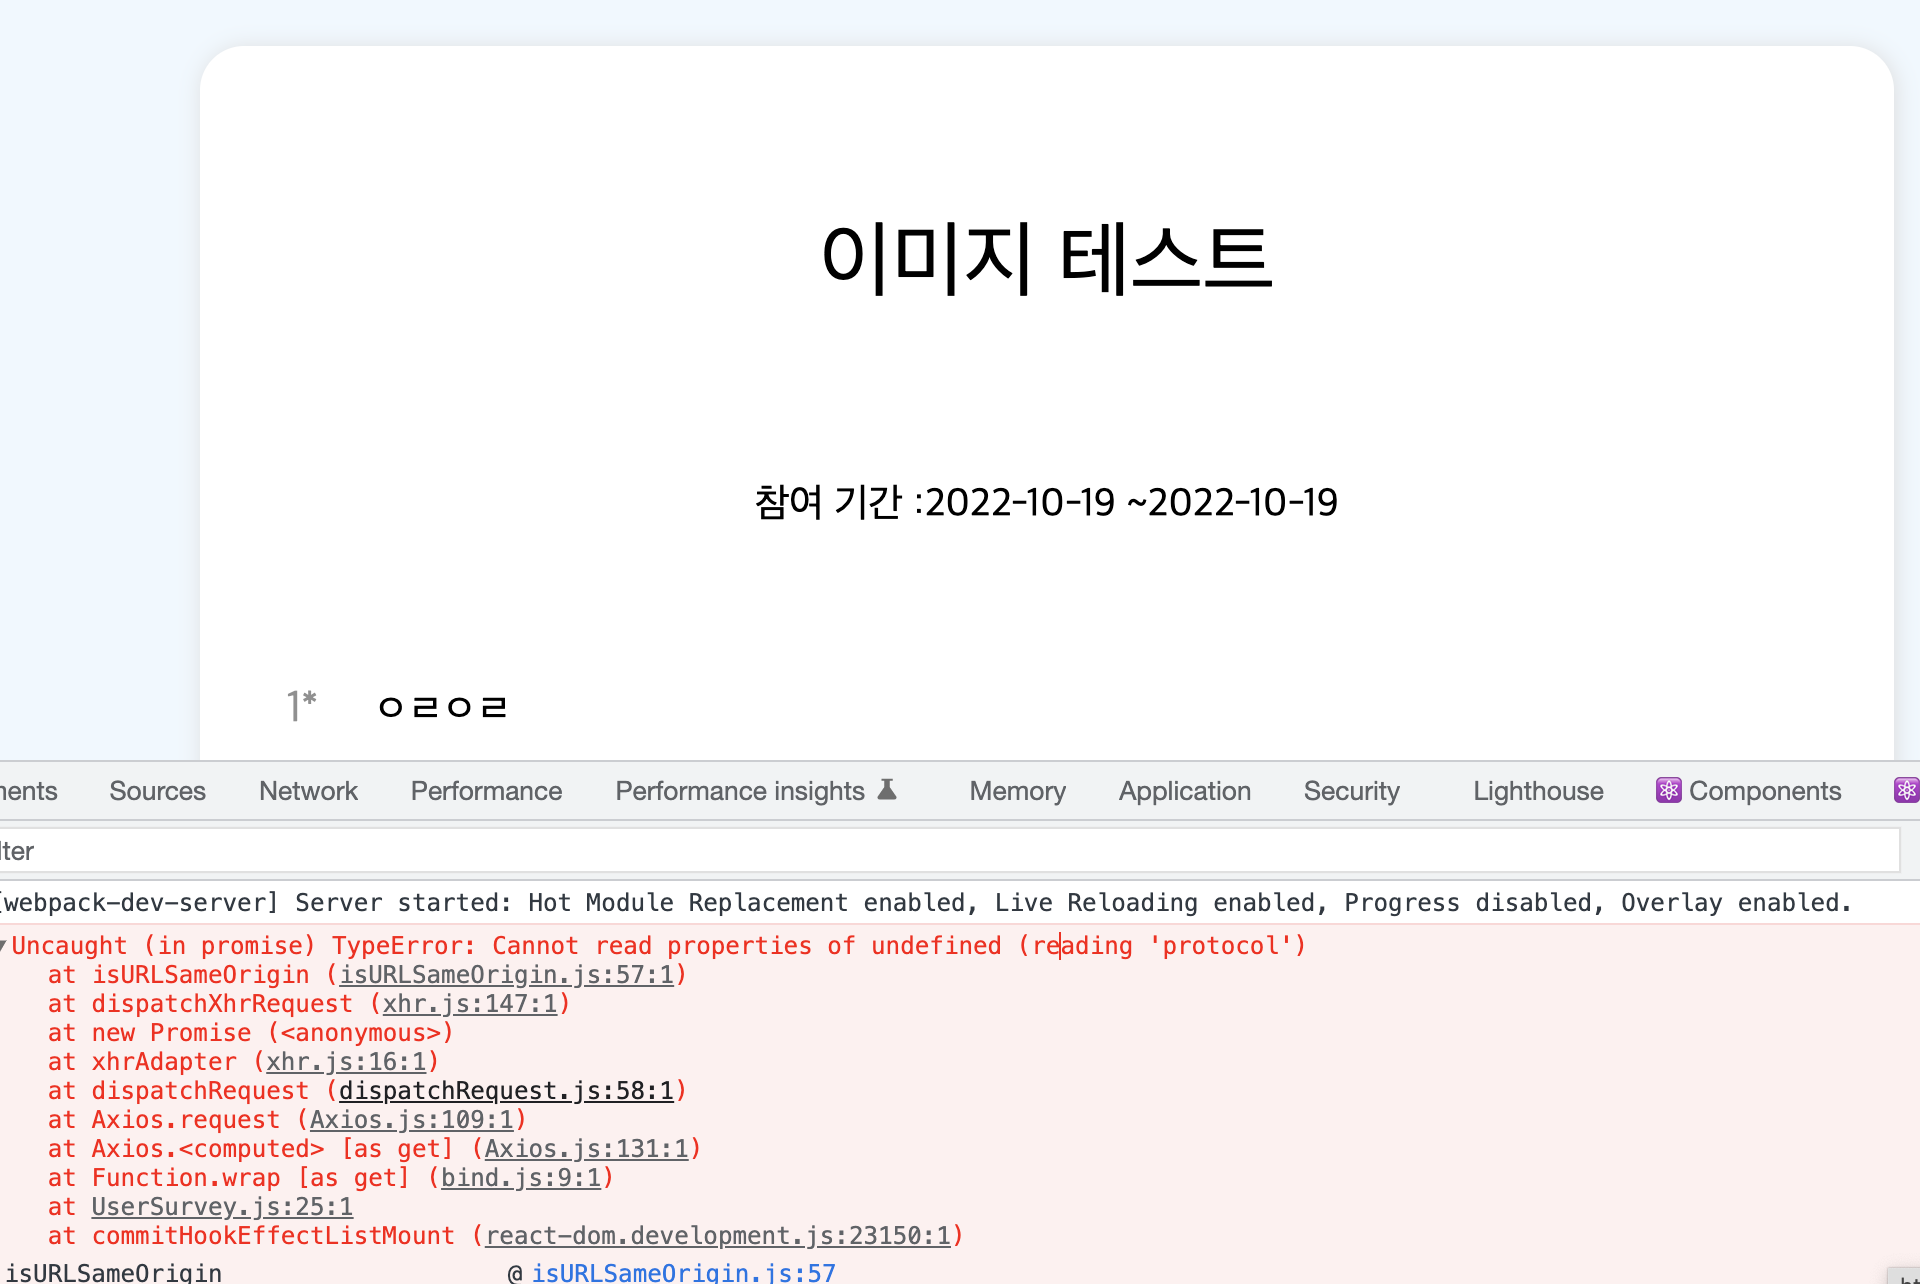 이미지 테스트
참여 기간 :2022-10-19 ~2022-10-19
1* ㅇㄹㅇㄹ
nents Sources Network Performance Performance insights Memory Application Security Lighthouse Components
lter
[webpack-dev-server] Server started: Hot Module Replacement enabled, Live Reloading enabled, Progress disabled, Overlay enabled.
Uncaught (in promise) TypeError: Cannot read properties of undefined (reading 'protocol')
at isURLSameOrigin (isURLSameOrigin.js:57:1)
at dispatchXhrRequest (xhr.js:147:1)
at new Promise (<anonymous>)
at xhrAdapter (xhr.js:16:1)
at dispatchRequest (dispatchRequest.js:58:1)
at Axios.request (Axios.js:109:1)
at Axios.<computed> [as get] (Axios.js:131:1)
at Function.wrap [as get] (bind.js:9:1)
at UserSurvey.js:25:1
at commitHookEffectListMount (react-dom.development.js:23150:1)
isURLSameOrigin @ isURLSameOrigin.js:57